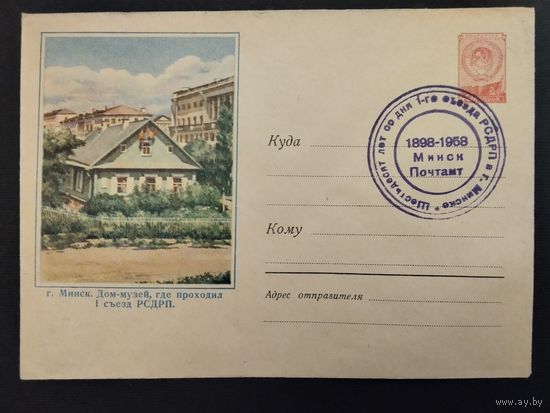 Шестьдесят лет со дня 1-го съезда РСДРП в г. Минске
1898-1958
Минск
Почтамт
Куда
Кому
Адрес отправителя
г. Минск. Дом-музей, где проходил
I съезд РСДРП.
www.ay.by